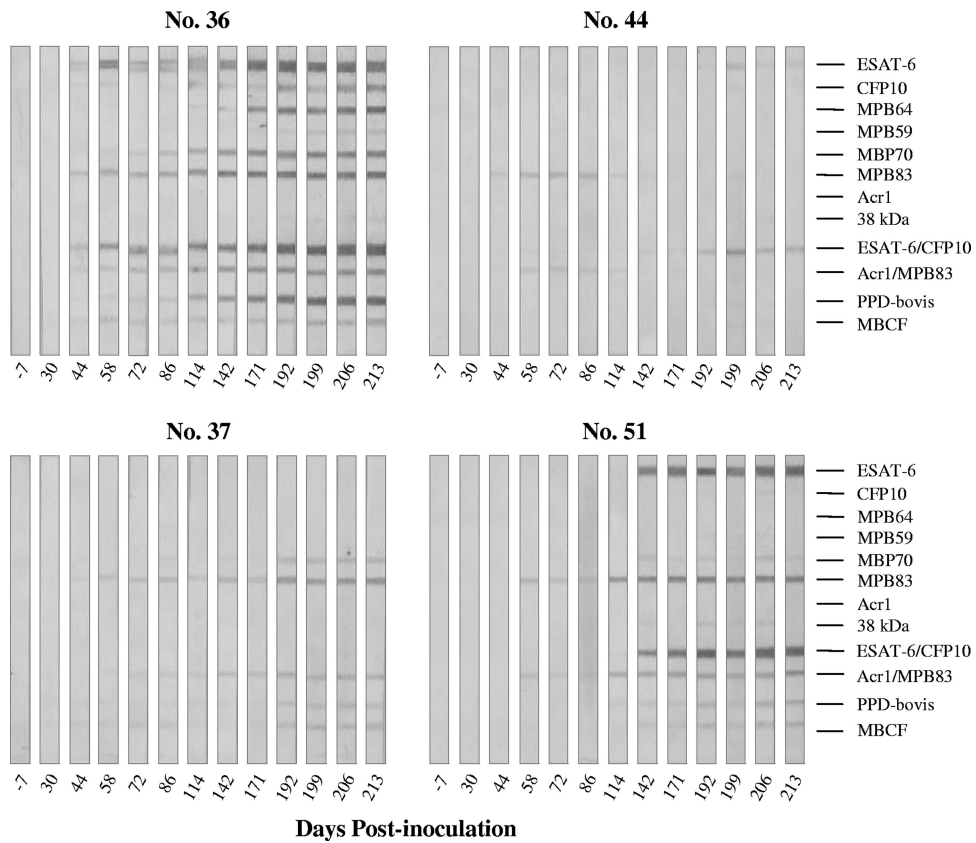 No. 36
No. 44
ESAT-6
CFP10
MPB64
MPB59
MBP70
MPB83
Acr1
38 kDa
ESAT-6/CFP10
Acr1/MPB83
PPD-bovis
MBCF
-7 30 44 58 72 86 114 142 171 192 199 206 213
-7 30 44 58 72 86 114 142 171 192 199 206 213
No. 37
No. 51
ESAT-6
CFP10
MPB64
MPB59
MBP70
MPB83
Acr1
38 kDa
ESAT-6/CFP10
Acr1/MPB83
PPD-bovis
MBCF
-7 30 44 58 72 86 114 142 171 192 199 206 213
-7 30 44 58 72 86 114 142 171 192 199 206 213
Days Post-inoculation